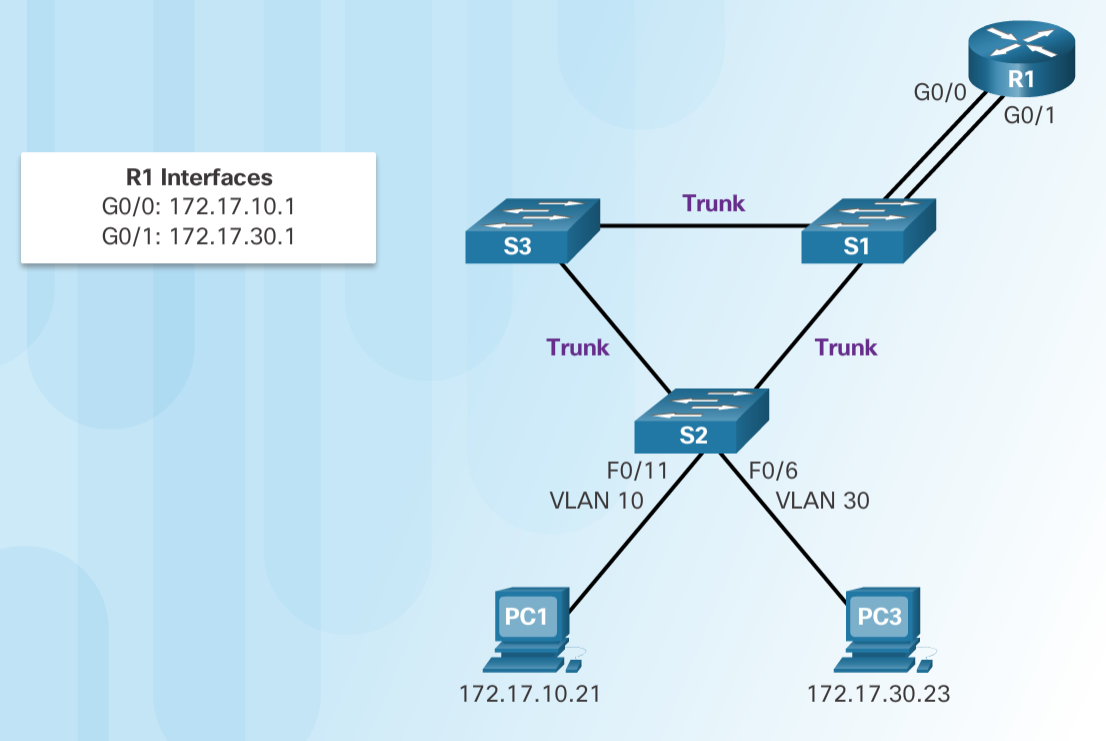 R1
G0/0
G0/1
R1 Interfaces
G0/0: 172.17.10.1
G0/1: 172.17.30.1
Trunk
S3
S1
Trunk
Trunk
S2
F0/11
VLAN 10
F0/6
VLAN 30
PC1
PC3
172.17.10.21
172.17.30.23